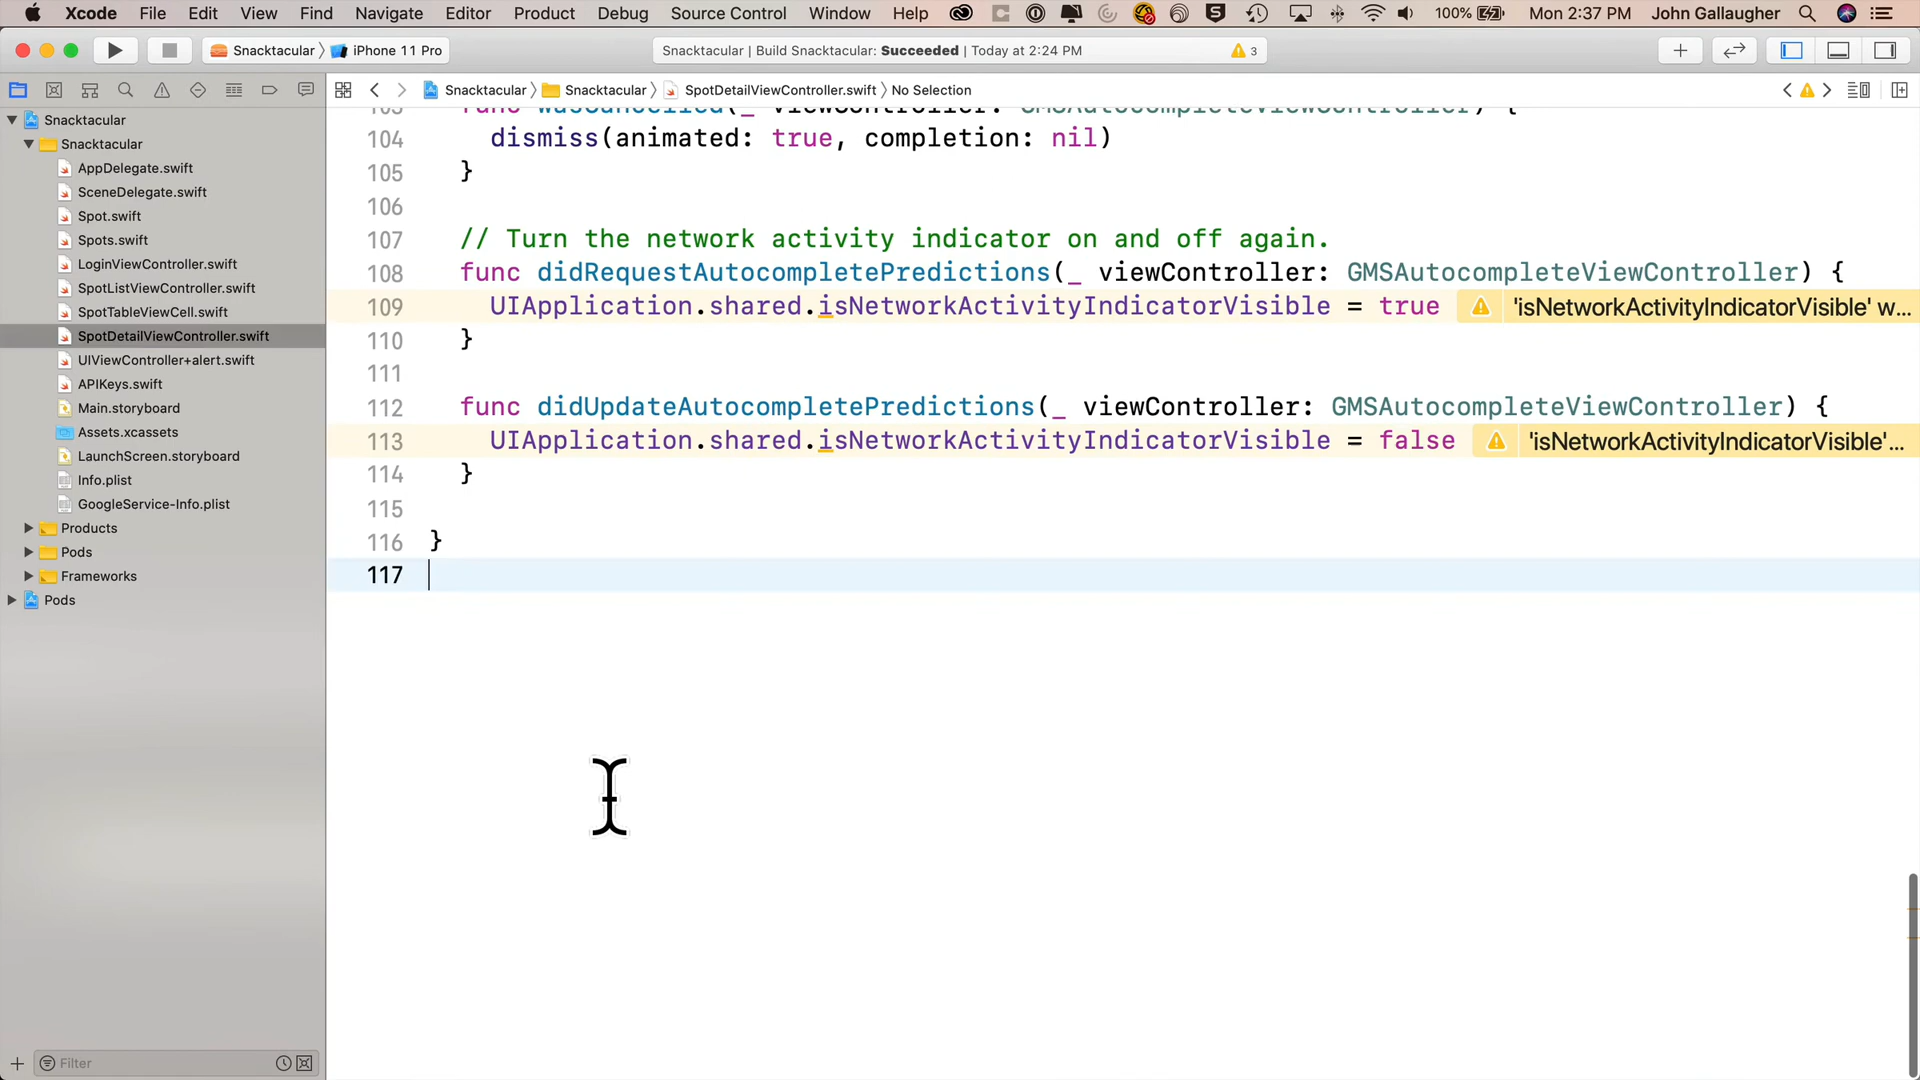 Xcode File Edit View Find Navigate Editor Product Debug Source Control Window Help 100% Mon 2:37 PM John Gallaugher
Snacktacular iPhone 11 Pro
Snacktacular | Build Snacktacular: Succeeded | Today at 2:24 PM 3
Snacktacular Snacktacular SpotDetailViewController.swift No Selection
Snacktacular
Snacktacular
AppDelegate.swift
SceneDelegate.swift
Spot.swift
Spots.swift
LoginViewController.swift
SpotListViewController.swift
SpotTableViewCell.swift
SpotDetailViewController.swift
UIViewController+alert.swift
APIKeys.swift
Main.storyboard
Assets.xcassets
LaunchScreen.storyboard
Info.plist
GoogleService-Info.plist
Products
Pods
Frameworks
Pods
Filter
103 func wasCancelled(_ viewController: GMSAutocompleteViewController) {
104 dismiss(animated: true, completion: nil)
105 }
106
107 // Turn the network activity indicator on and off again.
108 func didRequestAutocompletePredictions(_ viewController: GMSAutocompleteViewController) {
109 UIApplication.shared.isNetworkActivityIndicatorVisible = true 'isNetworkActivityIndicatorVisible' w...
110 }
111
112 func didUpdateAutocompletePredictions(_ viewController: GMSAutocompleteViewController) {
113 UIApplication.shared.isNetworkActivityIndicatorVisible = false 'isNetworkActivityIndicatorVisible'...
114 }
115
116 }
117